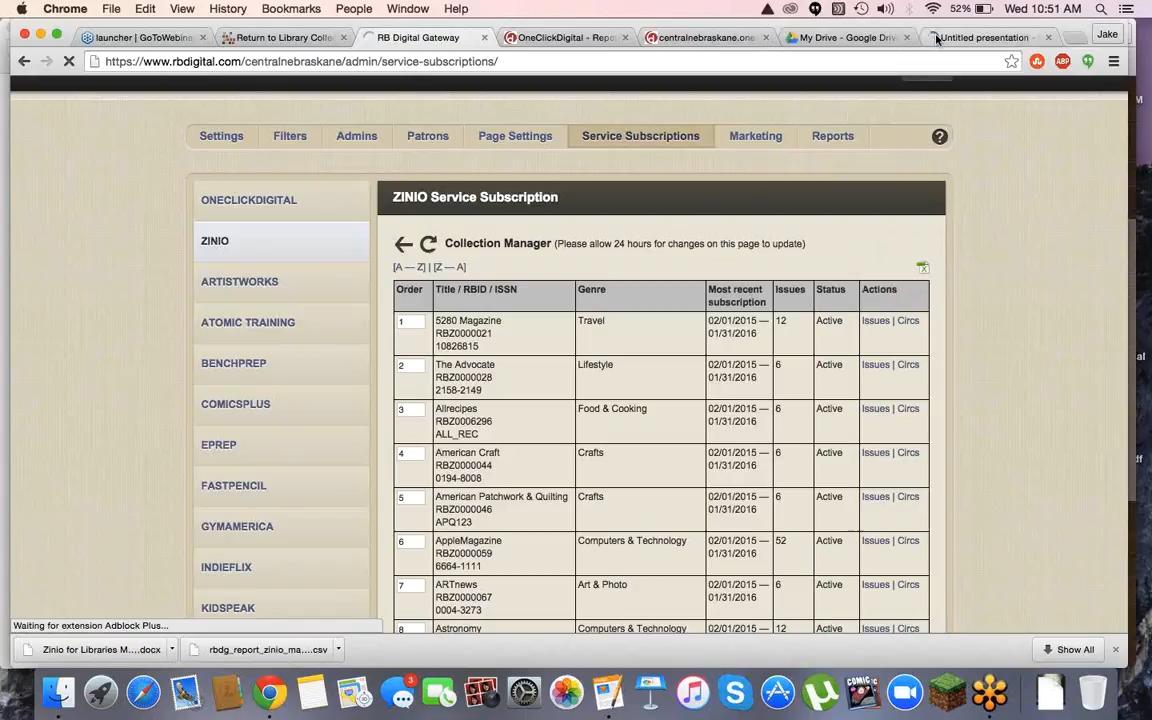 Chrome File Edit View History Bookmarks People Window Help 52% Wed 10:51 AM
launcher | GoToWebina
Return to Library Colle
RB Digital Gateway
OneClickDigital - Repo
centralnebraskane.one
My Drive - Google Driv
Untitled presentation -
Jake
https://www.rbdigital.com/centralnebraskane/admin/service-subscriptions/
Settings Filters Admins Patrons Page Settings Service Subscriptions Marketing Reports ?
ONECLICKDIGITAL
ZINIO
ARTISTWORKS
ATOMIC TRAINING
BENCHPREP
COMICSPLUS
EPREP
FASTPENCIL
GYMAMERICA
INDIEFLIX
KIDSPEAK
ZINIO Service Subscription
Collection Manager (Please allow 24 hours for changes on this page to update)
[A — Z] | [Z — A]
Order Title / RBID / ISSN Genre Most recent subscription Issues Status Actions
1 5280 Magazine Travel 02/01/2015 — 12 Active Issues | Circs
RBZ0000021 01/31/2016
10826815
2 The Advocate Lifestyle 02/01/2015 — 6 Active Issues | Circs
RBZ0000028 01/31/2016
2158-2149
3 Allrecipes Food & Cooking 02/01/2015 — 6 Active Issues | Circs
RBZ0006296 01/31/2016
ALL_REC
4 American Craft Crafts 02/01/2015 — 6 Active Issues | Circs
RBZ0000044 01/31/2016
0194-8008
5 American Patchwork & Quilting Crafts 02/01/2015 — 6 Active Issues | Circs
RBZ0000046 01/31/2016
APQ123
6 AppleMagazine Computers & Technology 02/01/2015 — 52 Active Issues | Circs
RBZ0000059 01/31/2016
6664-1111
7 ARTnews Art & Photo 02/01/2015 — 6 Active Issues | Circs
RBZ0000067 01/31/2016
0004-3273
8 Astronomy Computers & Technology 02/01/2015 — 12 Active Issues | Circs
Waiting for extension Adblock Plus...
Zinio for Libraries M....docx
rbdg_report_zinio_ma....csv
Show All
3